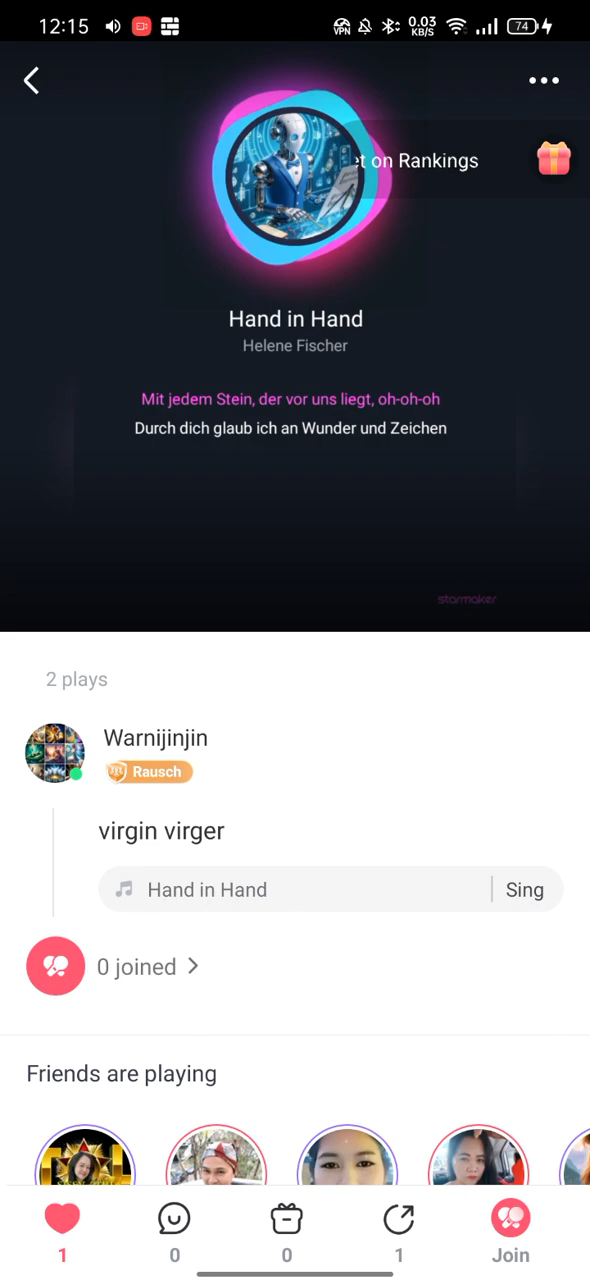 12:15
VPN
0.03
KB/S
74
t on Rankings
Hand in Hand
Helene Fischer
Mit jedem Stein, der vor uns liegt, oh-oh-oh
Durch dich glaub ich an Wunder und Zeichen
starmaker
2 plays
Warnijinjin
Rausch
virgin virger
Hand in Hand
Sing
0 joined
Friends are playing
1
0
0
1
Join